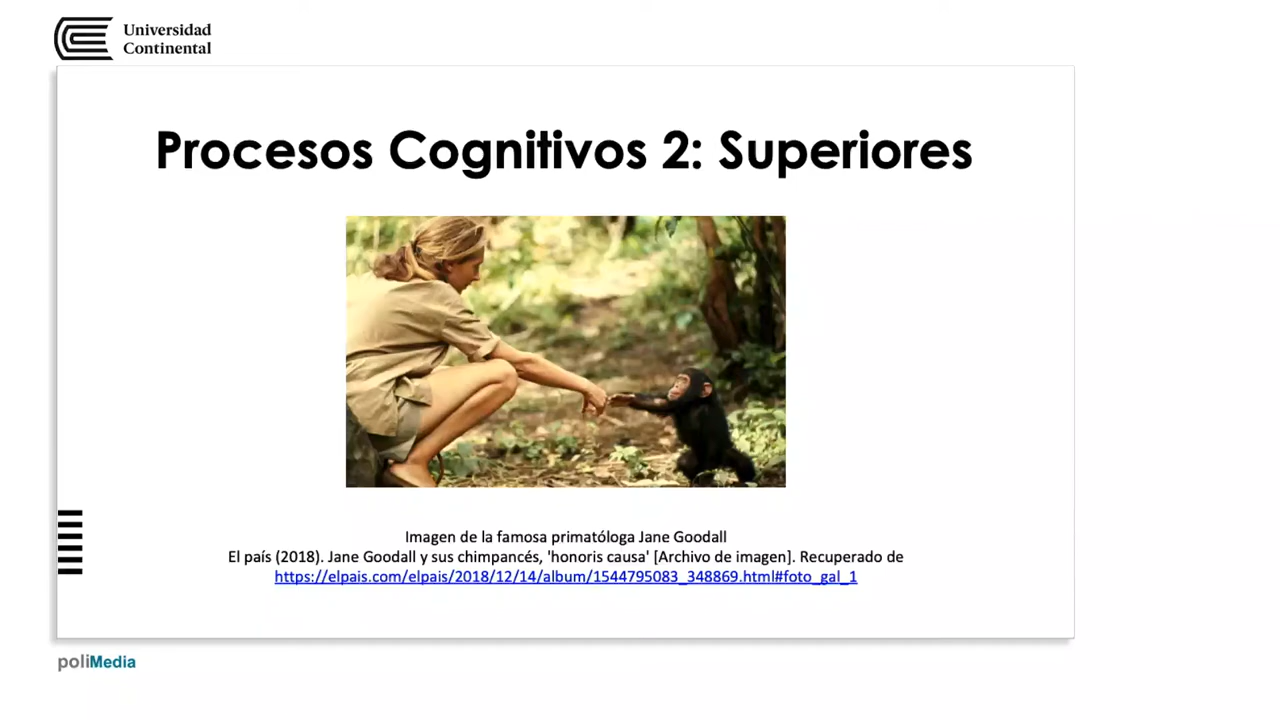 Universidad
Continental
Procesos Cognitivos 2: Superiores
Imagen de la famosa primatóloga Jane Goodall
El país (2018). Jane Goodall y sus chimpancés, 'honoris causa' [Archivo de imagen]. Recuperado de
https://elpais.com/elpais/2018/12/14/album/1544795083_348869.html#foto_gal_1
poliMedia